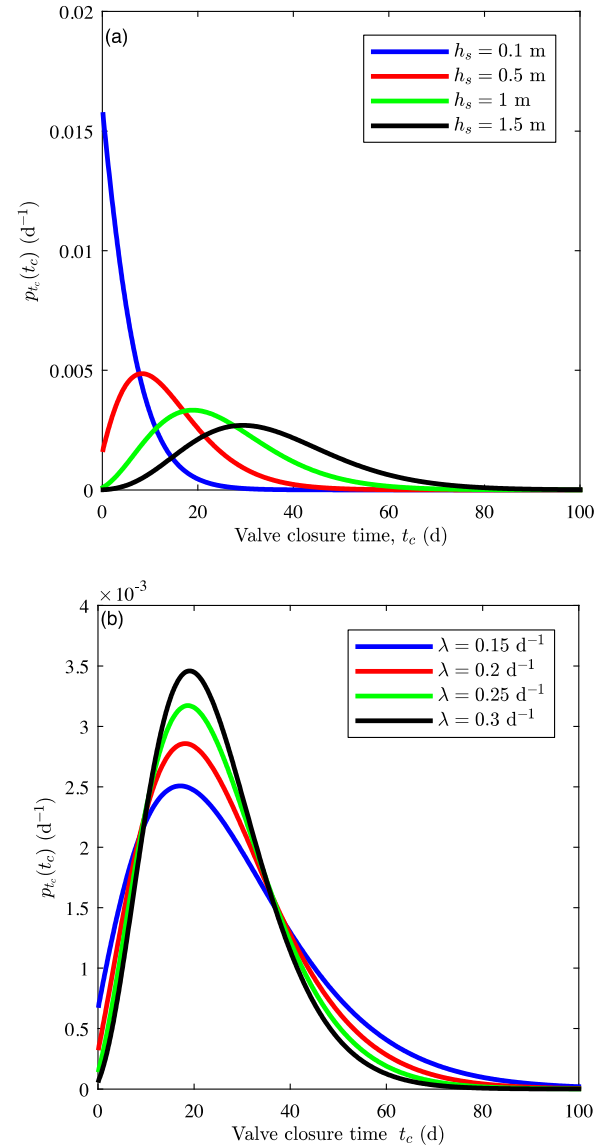 (a)
h_s = 0.1 m
h_s = 0.5 m
h_s = 1 m
h_s = 1.5 m
0.02
0.015
0.01
0.005
0
p_{t_c}(t_c) (d⁻¹)
0 20 40 60 80 100
Valve closure time, t_c (d)
×10⁻³
(b)
λ = 0.15 d⁻¹
λ = 0.2 d⁻¹
λ = 0.25 d⁻¹
λ = 0.3 d⁻¹
4
3.5
3
2.5
2
1.5
1
0.5
0
p_{t_c}(t_c) (d⁻¹)
0 20 40 60 80 100
Valve closure time t_c (d)